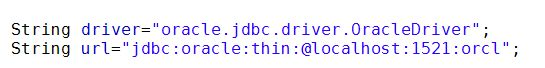 String driver="oracle.jdbc.driver.OracleDriver";
String url="jdbc:oracle:thin:@localhost:1521:orcl";